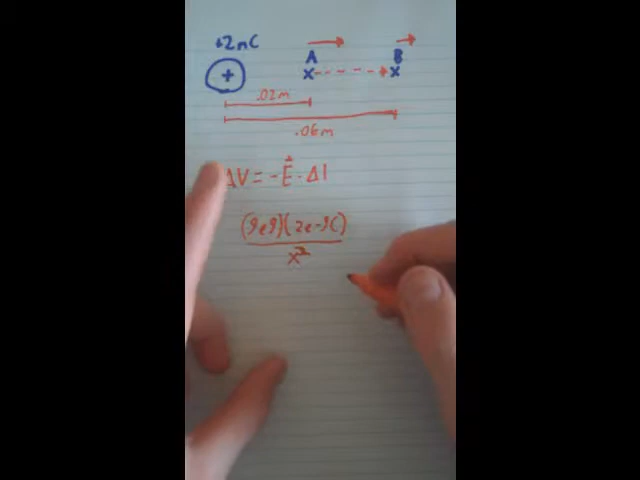 +2nC
A B
+ x x
.02m
.06m
ΔV = -E⃗ · Δl
(9e9)(2e-9C)
x²